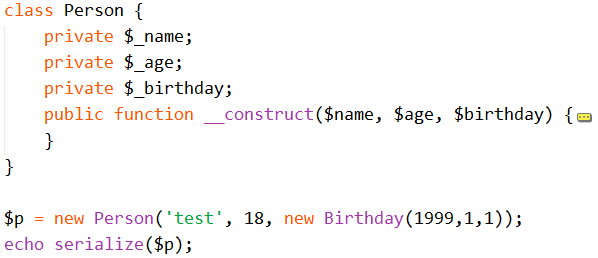 class Person {
    private $_name;
    private $_age;
    private $_birthday;
    public function __construct($name, $age, $birthday) {
    }
}

$p = new Person('test', 18, new Birthday(1999,1,1));
echo serialize($p);